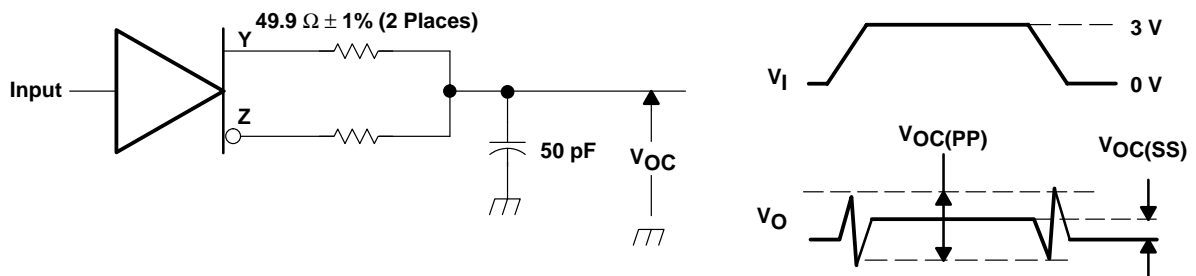 49.9 Ω ± 1% (2 Places)
Y
Input
Z
50 pF
VOC
VI
3 V
0 V
VOC(PP)
VOC(SS)
VO